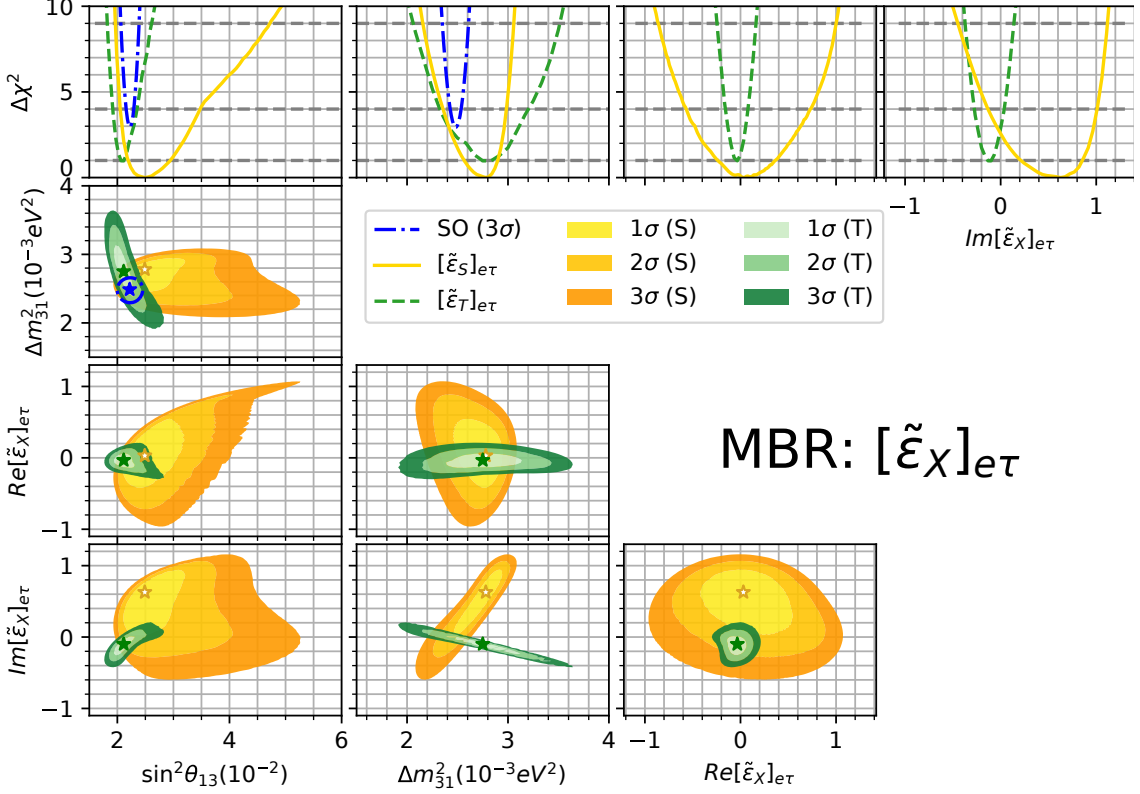 10
5
0
Δχ²
−1 0 1
Im[ε̃_X]_eτ
4
3
2
Δm²₃₁(10⁻³eV²)
SO (3σ) 1σ (S) 1σ (T)
[ε̃_S]_eτ 2σ (S) 2σ (T)
[ε̃_T]_eτ 3σ (S) 3σ (T)
1
0
−1
Re[ε̃_X]_eτ
MBR: [ε̃_X]_eτ
1
0
−1
Im[ε̃_X]_eτ
2 4 6 2 3 4 −1 0 1
sin²θ₁₃(10⁻²) Δm²₃₁(10⁻³eV²) Re[ε̃_X]_eτ